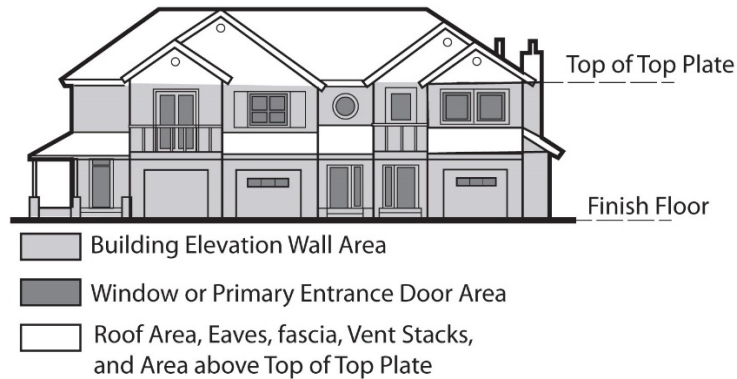 Top of Top Plate
Finish Floor
Building Elevation Wall Area
Window or Primary Entrance Door Area
Roof Area, Eaves, fascia, Vent Stacks,
and Area above Top of Top Plate